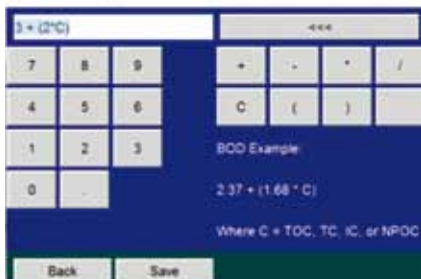 3 + (2*C)
<<<
7 8 9 + - * /
4 5 6 C ( )
1 2 3
BOD Example:
0 .
2.37 + (1.68 * C)
Where C = TOC, TC, IC, or NPOC
Back Save